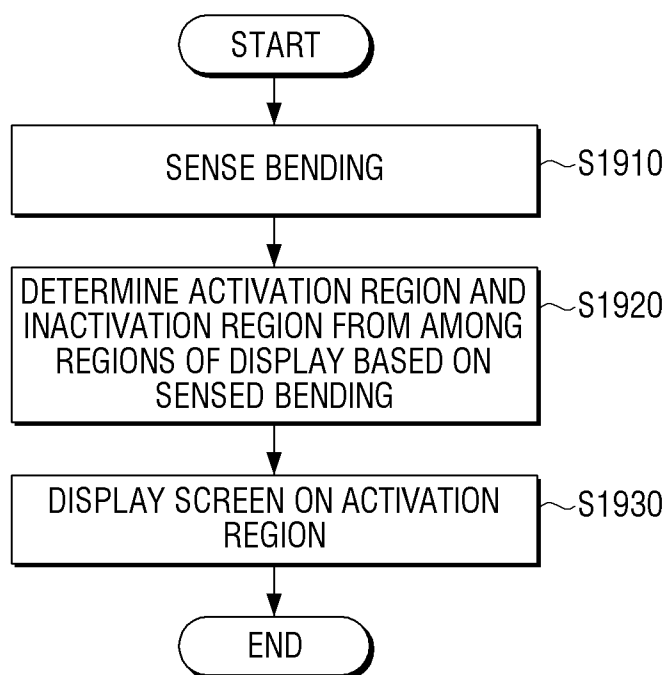 START
SENSE BENDING
S1910
DETERMINE ACTIVATION REGION AND
INACTIVATION REGION FROM AMONG
REGIONS OF DISPLAY BASED ON
SENSED BENDING
S1920
DISPLAY SCREEN ON ACTIVATION
REGION
S1930
END